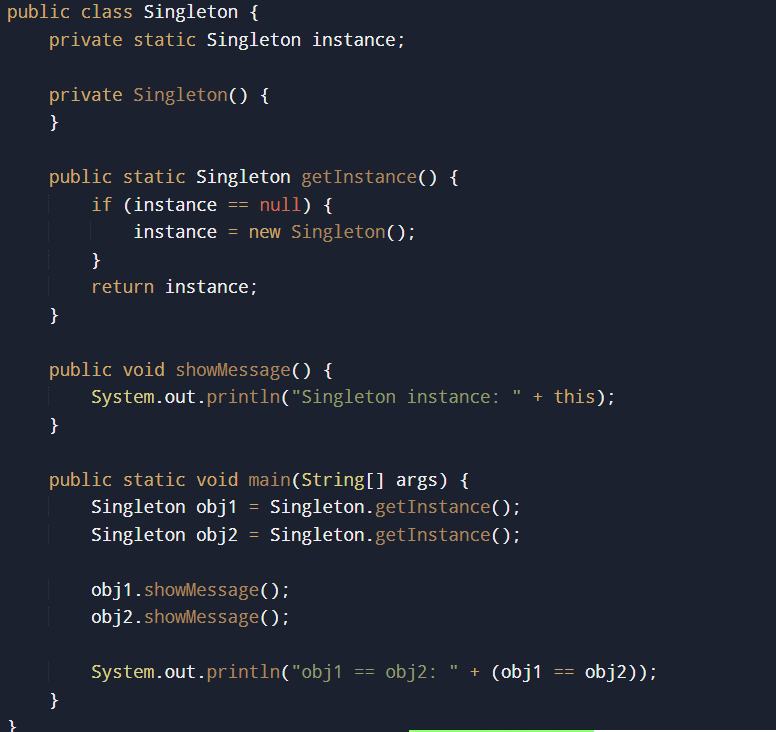 public class Singleton {
    private static Singleton instance;

    private Singleton() {
    }

    public static Singleton getInstance() {
        if (instance == null) {
            instance = new Singleton();
        }
        return instance;
    }

    public void showMessage() {
        System.out.println("Singleton instance: " + this);
    }

    public static void main(String[] args) {
        Singleton obj1 = Singleton.getInstance();
        Singleton obj2 = Singleton.getInstance();

        obj1.showMessage();
        obj2.showMessage();

        System.out.println("obj1 == obj2: " + (obj1 == obj2));
    }
}